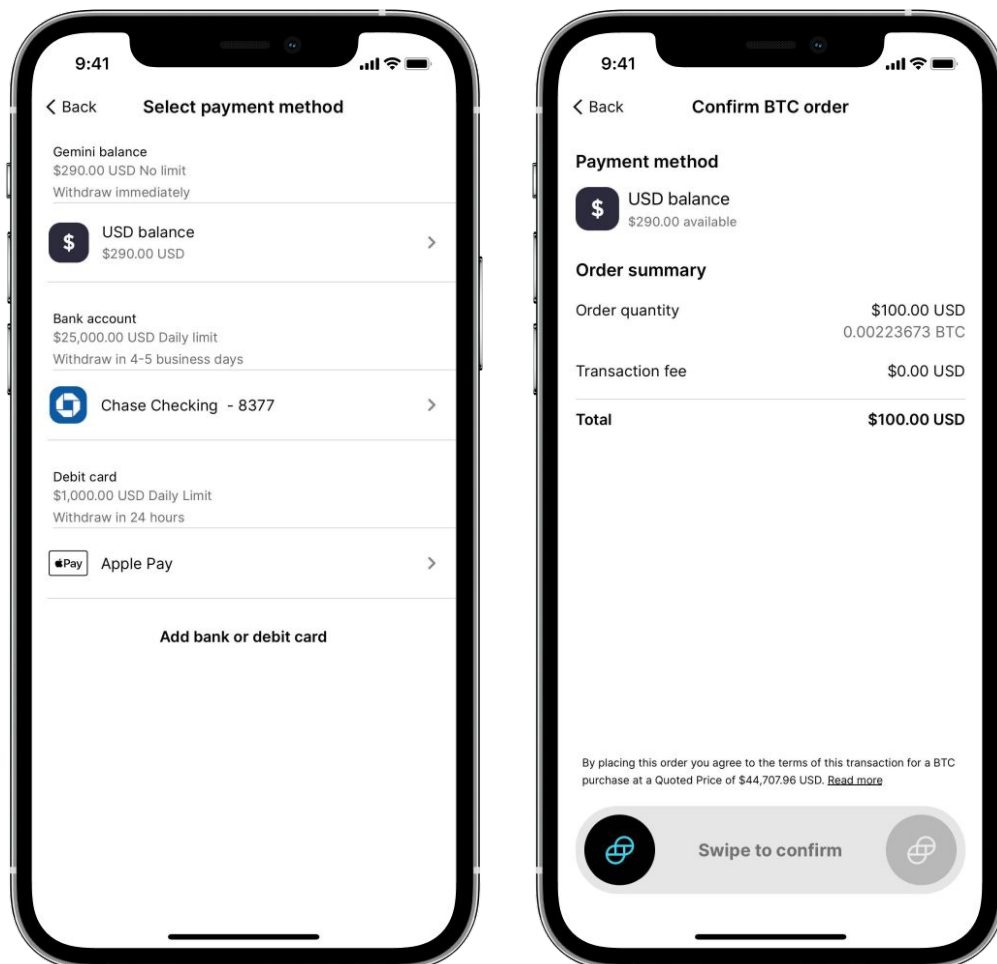 9:41
Back
Select payment method
Gemini balance
$290.00 USD No limit
Withdraw immediately
$
USD balance
$290.00 USD
Bank account
$25,000.00 USD Daily limit
Withdraw in 4-5 business days
Chase Checking - 8377
Debit card
$1,000.00 USD Daily Limit
Withdraw in 24 hours
Pay
Apple Pay
Add bank or debit card
9:41
Back
Confirm BTC order
Payment method
$
USD balance
$290.00 available
Order summary
Order quantity $100.00 USD
0.00223673 BTC
Transaction fee $0.00 USD
Total $100.00 USD
By placing this order you agree to the terms of this transaction for a BTC
purchase at a Quoted Price of $44,707.96 USD. Read more
Swipe to confirm